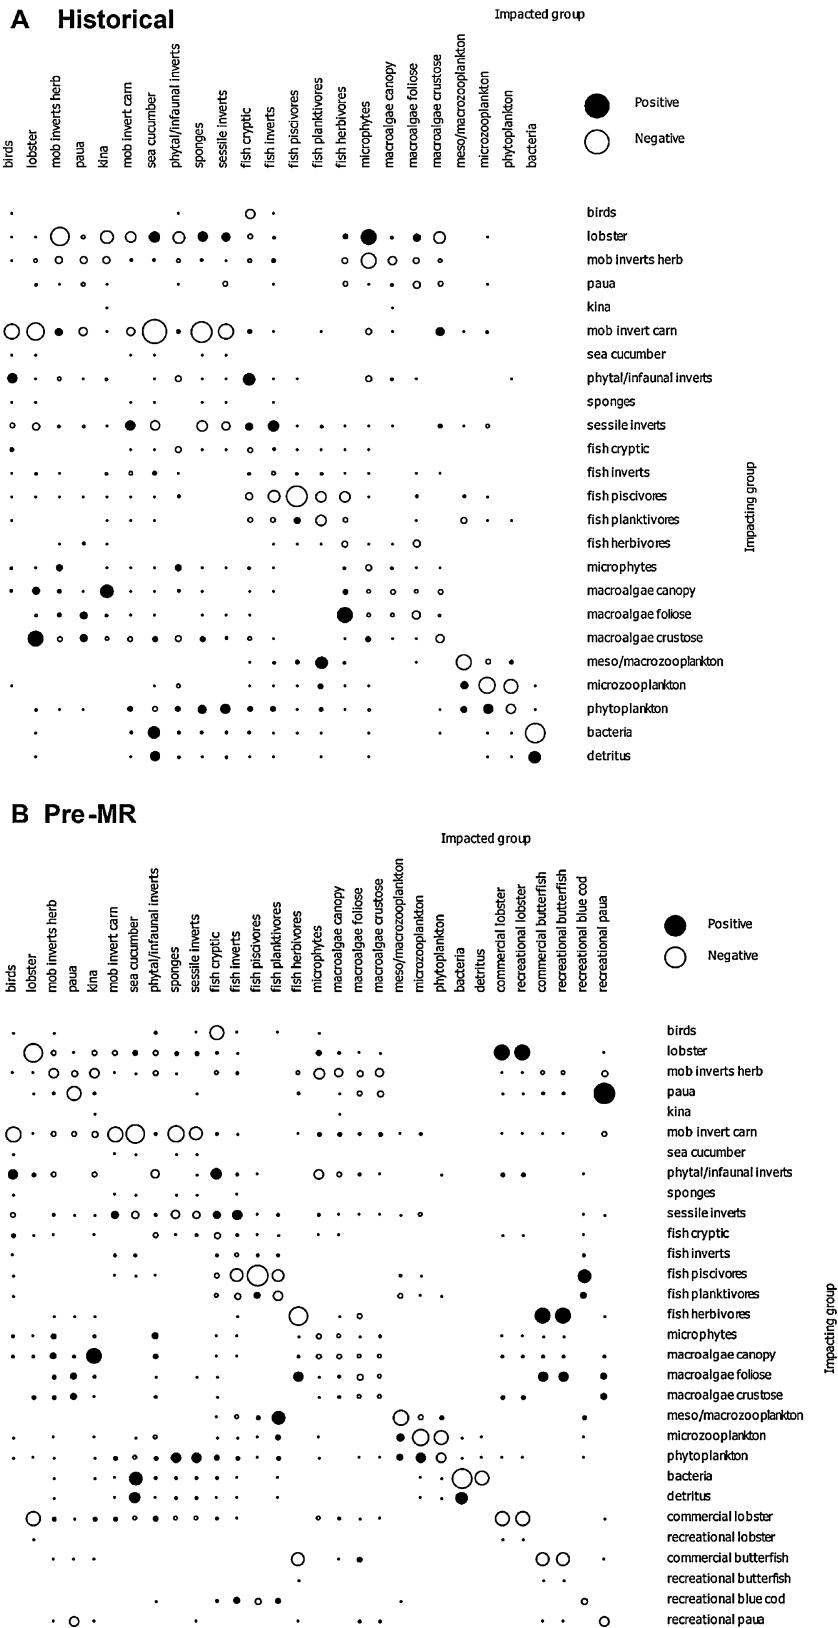 A Historical
Impacted group
birds
lobster
mob inverts herb
paua
kina
mob invert carn
sea cucumber
phytal/infaunal inverts
sponges
sessile inverts
fish cryptic
fish inverts
fish piscivores
fish planktivores
fish herbivores
microphytes
macroalgae canopy
macroalgae foliose
macroalgae crustose
meso/macrozooplankton
microzooplankton
phytoplankton
bacteria
Positive
Negative
birds
lobster
mob inverts herb
paua
kina
mob invert carn
sea cucumber
phytal/infaunal inverts
sponges
sessile inverts
fish cryptic
fish inverts
fish piscivores
fish planktivores
fish herbivores
microphytes
macroalgae canopy
macroalgae foliose
macroalgae crustose
meso/macrozooplankton
microzooplankton
phytoplankton
bacteria
detritus
Impacting group
B Pre-MR
Impacted group
birds
lobster
mob inverts herb
paua
kina
mob invert carn
sea cucumber
phytal/infaunal inverts
sponges
sessile inverts
fish cryptic
fish inverts
fish piscivores
fish planktivores
fish herbivores
microphytes
macroalgae canopy
macroalgae foliose
macroalgae crustose
meso/macrozooplankton
microzooplankton
phytoplankton
bacteria
detritus
commercial lobster
recreational lobster
commercial butterfish
recreational butterfish
recreational blue cod
recreational paua
Positive
Negative
birds
lobster
mob inverts herb
paua
kina
mob invert carn
sea cucumber
phytal/infaunal inverts
sponges
sessile inverts
fish cryptic
fish inverts
fish piscivores
fish planktivores
fish herbivores
microphytes
macroalgae canopy
macroalgae foliose
macroalgae crustose
meso/macrozooplankton
microzooplankton
phytoplankton
bacteria
detritus
commercial lobster
recreational lobster
commercial butterfish
recreational butterfish
recreational blue cod
recreational paua
Impacting group